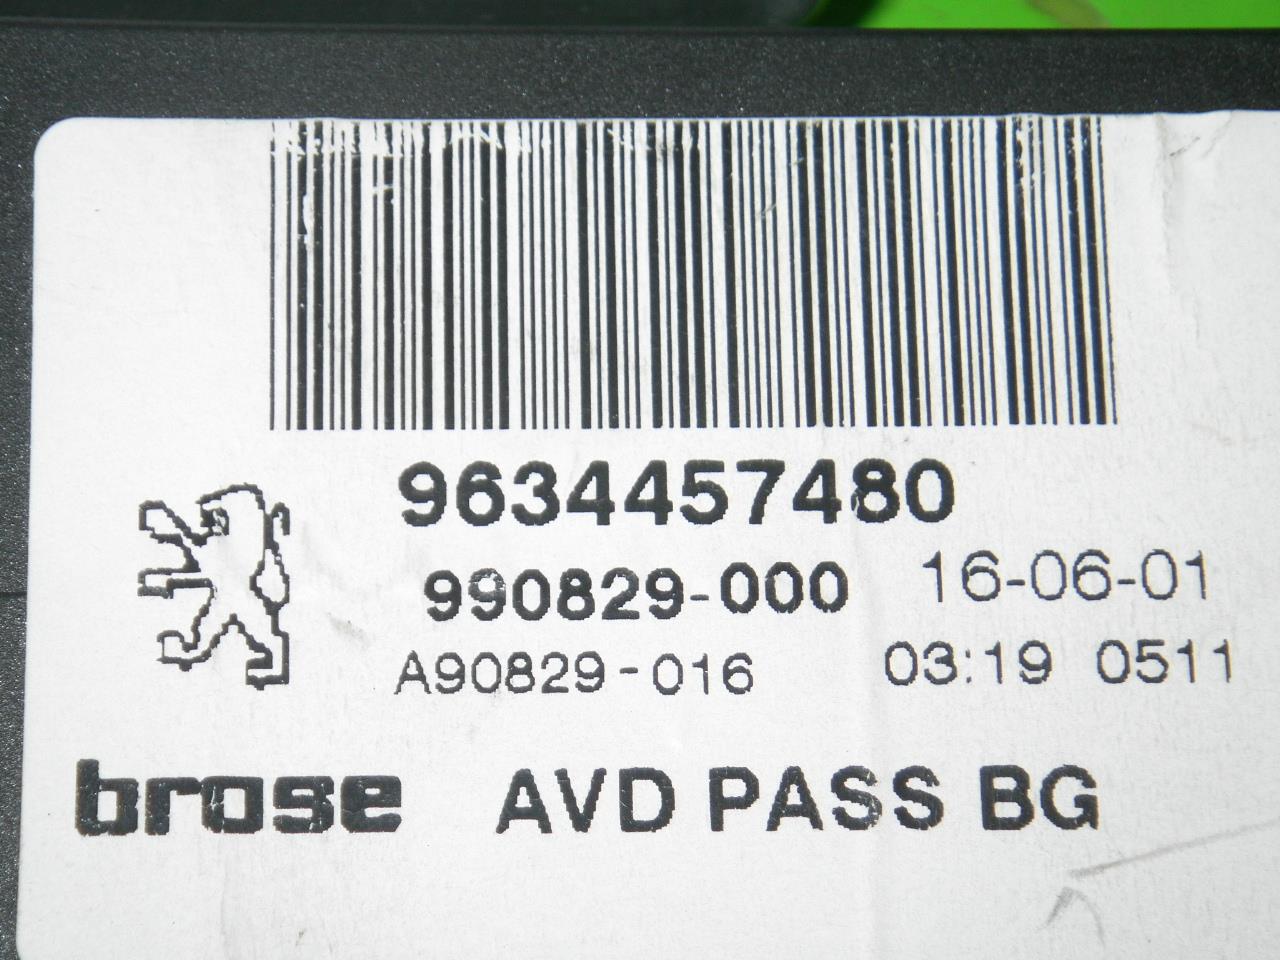 9634457480
990829-000 16-06-01
A90829-016 03:19 0511
brose AVD PASS BG